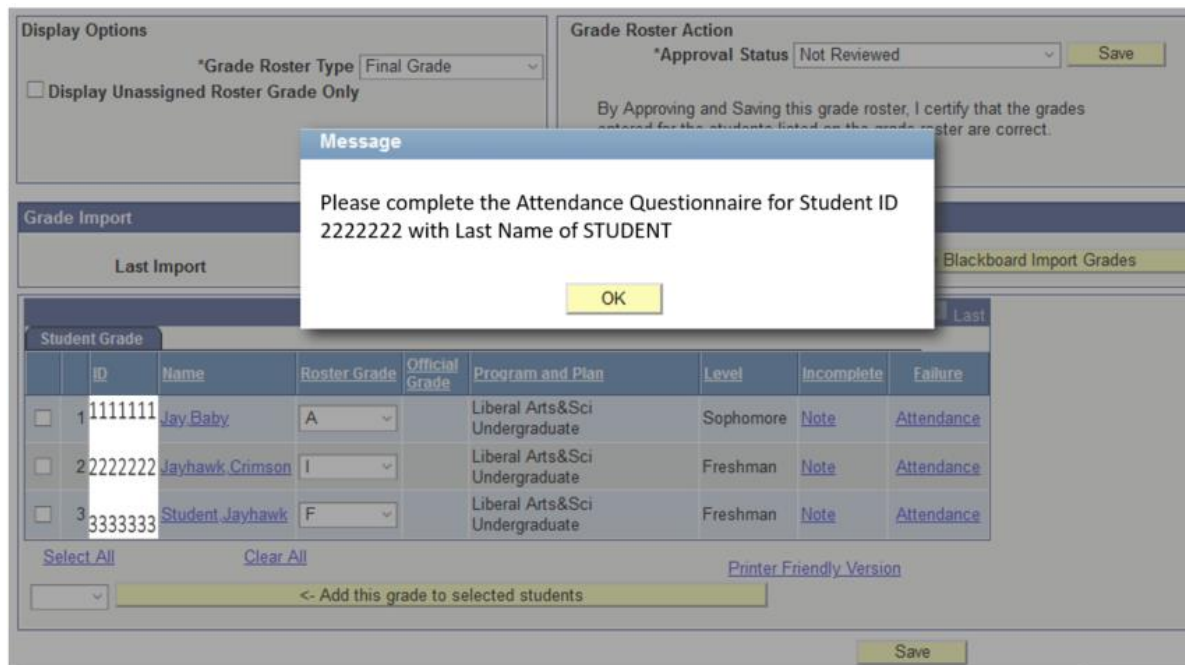 Display Options
*Grade Roster Type Final Grade
Display Unassigned Roster Grade Only
Grade Roster Action
*Approval Status Not Reviewed Save
By Approving and Saving this grade roster, I certify that the grades
ster are correct.
Message
Please complete the Attendance Questionnaire for Student ID
2222222 with Last Name of STUDENT
OK
Grade Import
Last Import
Blackboard Import Grades
Last
Student Grade
ID Name Roster Grade Official Grade Program and Plan Level Incomplete Failure
1 1111111 Jay,Baby A Liberal Arts&Sci Undergraduate Sophomore Note Attendance
2 2222222 Jayhawk,Crimson I Liberal Arts&Sci Undergraduate Freshman Note Attendance
3 3333333 Student,Jayhawk F Liberal Arts&Sci Undergraduate Freshman Note Attendance
Select All Clear All Printer Friendly Version
<- Add this grade to selected students
Save